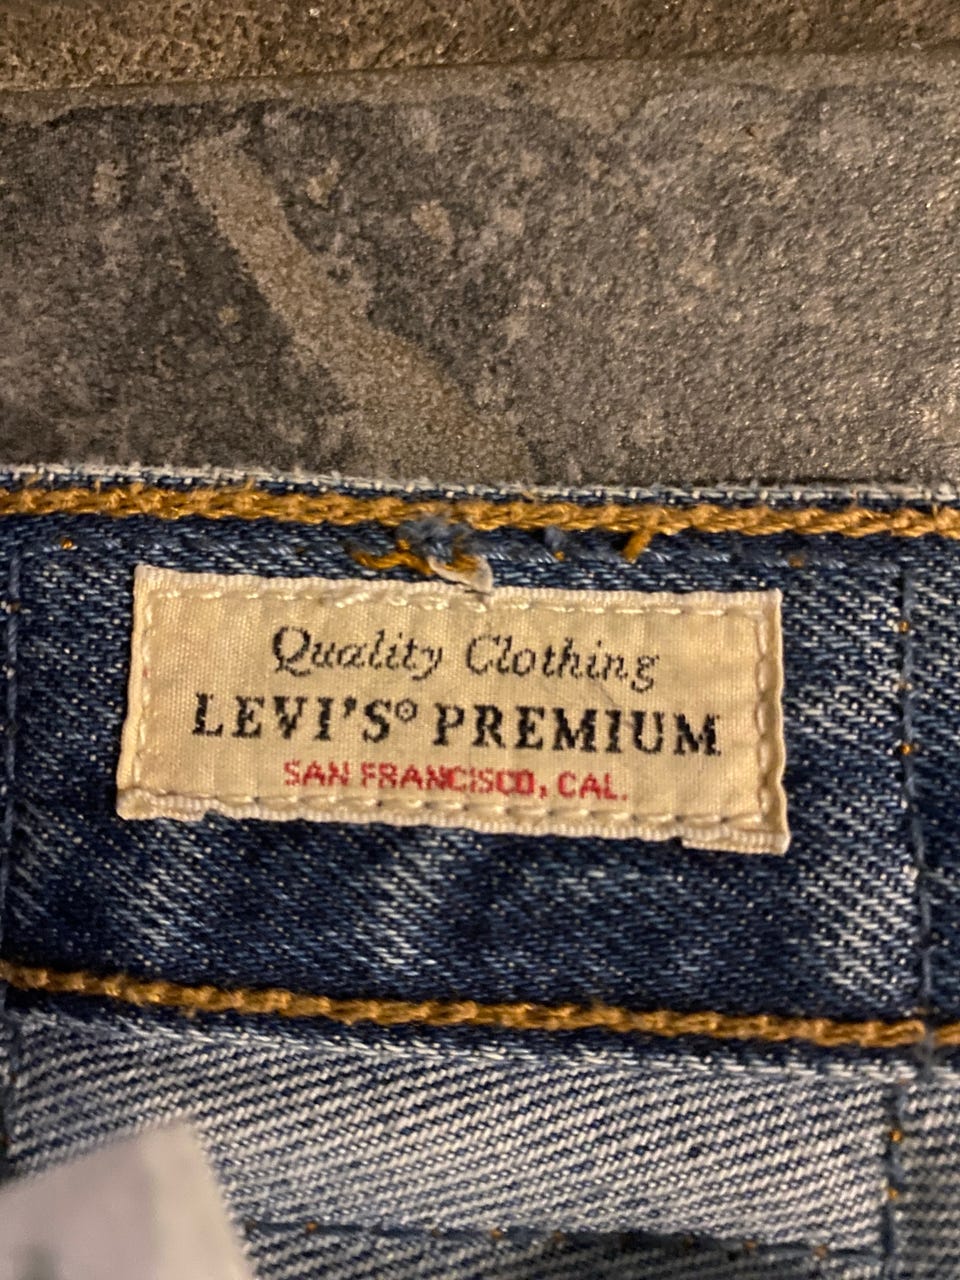 Quality Clothing
LEVI'S® PREMIUM
SAN FRANCISCO, CAL.